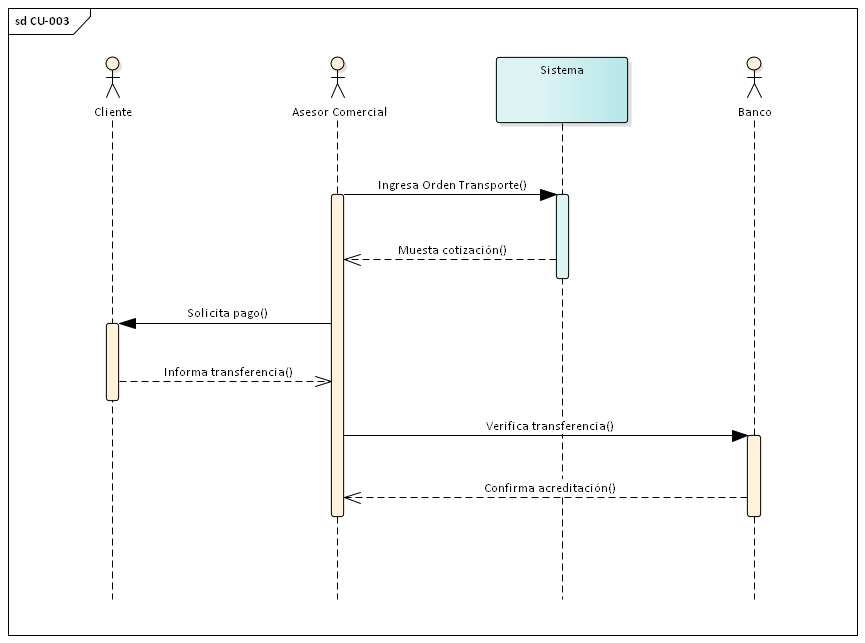 sd CU-003
Cliente
Asesor Comercial
Sistema
Banco
Ingresa Orden Transporte()
Muesta cotización()
Solicita pago()
Informa transferencia()
Verifica transferencia()
Confirma acreditación()